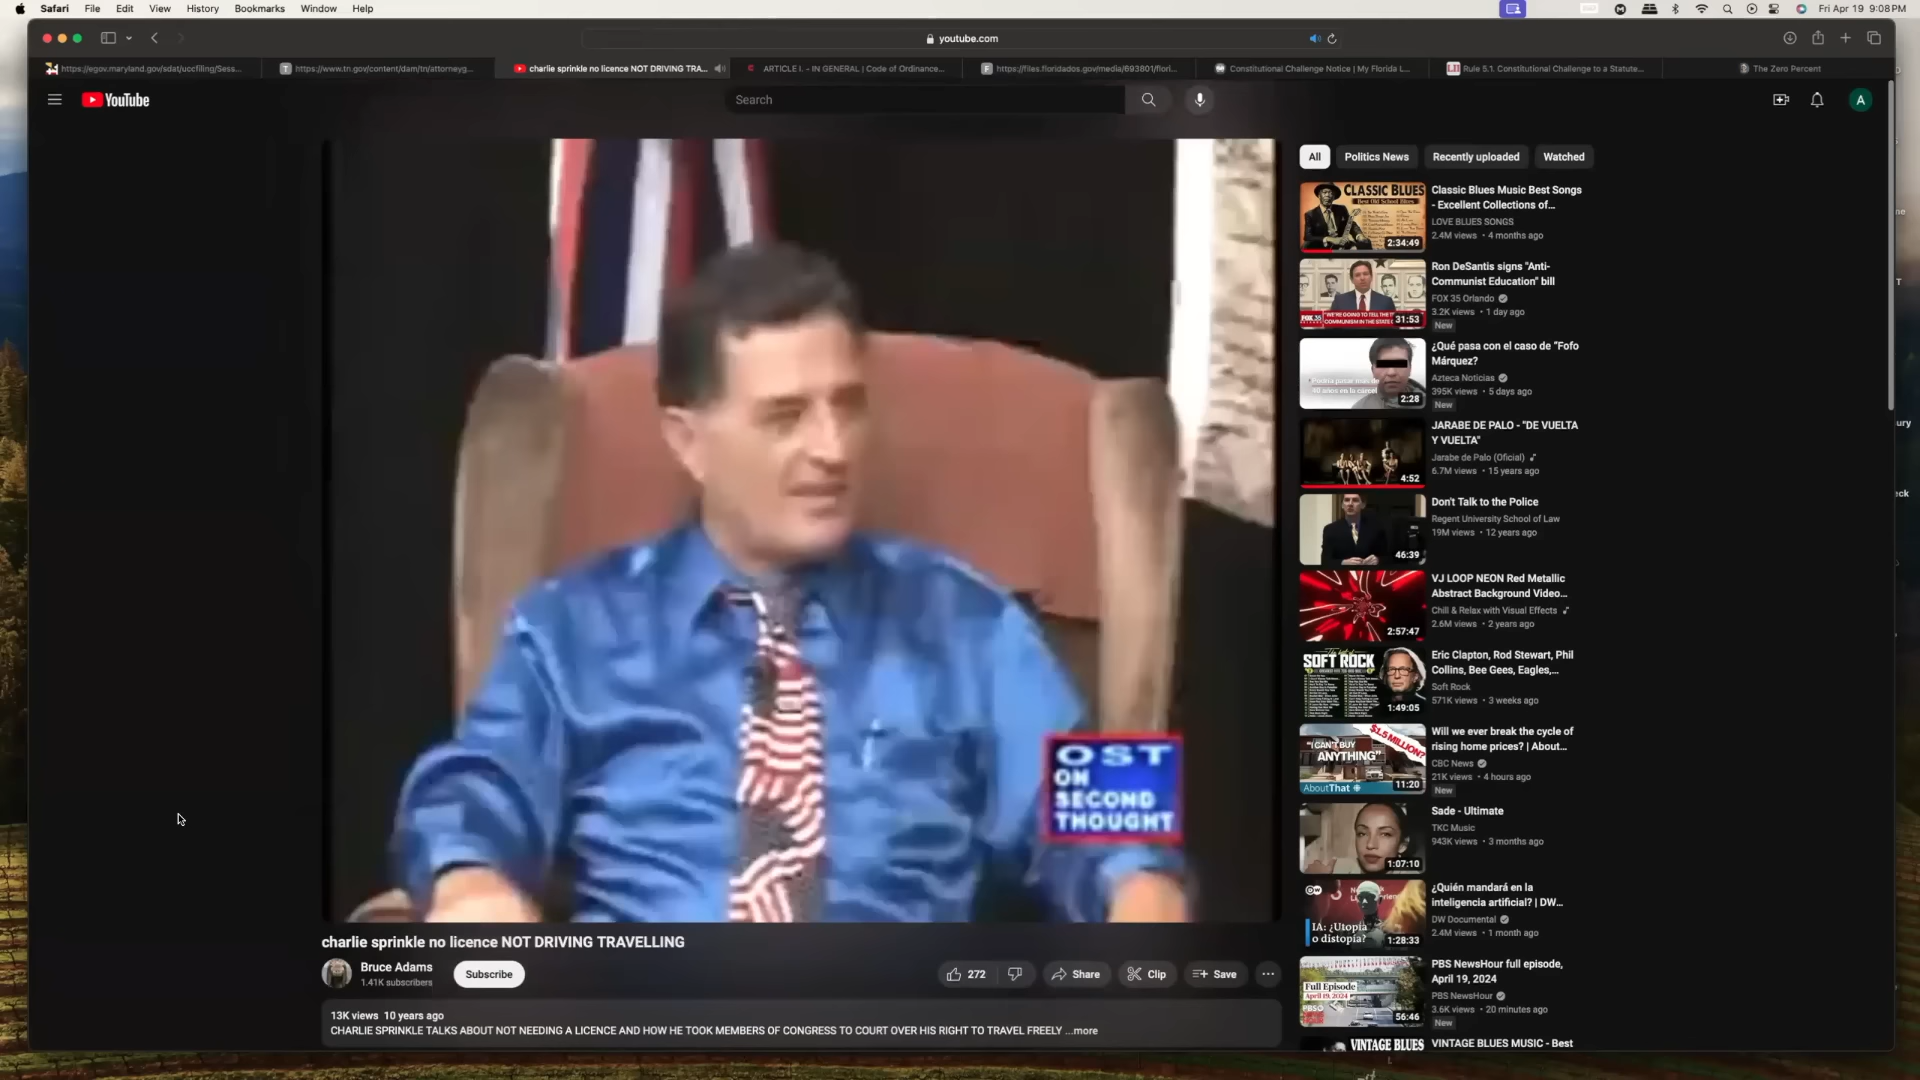 Safari File Edit View History Bookmarks Window Help
Fri Apr 19 9:08 PM
youtube.com
https://egov.maryland.gov/sdat/uccfiling/Sess...
https://www.tn.gov/content/dam/tn/attorneyg...
charlie sprinkle no licence NOT DRIVING TRA...
ARTICLE I. - IN GENERAL | Code of Ordinance...
https://files.floridados.gov/media/693801/flori...
Constitutional Challenge Notice | My Florida L...
Rule 5.1. Constitutional Challenge to a Statute...
The Zero Percent
YouTube
Search
A
OST
ON
SECOND
THOUGHT
charlie sprinkle no licence NOT DRIVING TRAVELLING
Bruce Adams
1.41K subscribers
Subscribe
272
Share
Clip
Save
13K views 10 years ago
CHARLIE SPRINKLE TALKS ABOUT NOT NEEDING A LICENCE AND HOW HE TOOK MEMBERS OF CONGRESS TO COURT OVER HIS RIGHT TO TRAVEL FREELY ...more
All
Politics News
Recently uploaded
Watched
CLASSIC BLUES
2:34:49
Classic Blues Music Best Songs
- Excellent Collections of...
LOVE BLUES SONGS
2.4M views • 4 months ago
31:53
Ron DeSantis signs "Anti-
Communist Education" bill
FOX 35 Orlando
3.2K views • 1 day ago
New
2:28
¿Qué pasa con el caso de “Fofo
Márquez?
Azteca Noticias
395K views • 5 days ago
New
4:52
JARABE DE PALO - "DE VUELTA
Y VUELTA"
Jarabe de Palo (Oficial)
6.7M views • 15 years ago
46:39
Don't Talk to the Police
Regent University School of Law
19M views • 12 years ago
2:57:47
VJ LOOP NEON Red Metallic
Abstract Background Video...
Chill & Relax with Visual Effects
2.6M views • 2 years ago
SOFT ROCK
1:49:05
Eric Clapton, Rod Stewart, Phil
Collins, Bee Gees, Eagles,...
Soft Rock
571K views • 3 weeks ago
$1.5 MILLION?
"I CAN'T BUY
ANYTHING"
AboutThat
11:20
Will we ever break the cycle of
rising home prices? | About...
CBC News
21K views • 4 hours ago
New
1:07:10
Sade - Ultimate
TKC Music
943K views • 3 months ago
IA: ¿Utopía
o distopía?
1:28:33
¿Quién mandará en la
inteligencia artificial? | DW...
DW Documental
2.4M views • 1 month ago
Full Episode
April 19, 2024
56:46
PBS NewsHour full episode,
April 19, 2024
PBS NewsHour
3.6K views • 20 minutes ago
New
VINTAGE BLUES
VINTAGE BLUES MUSIC - Best